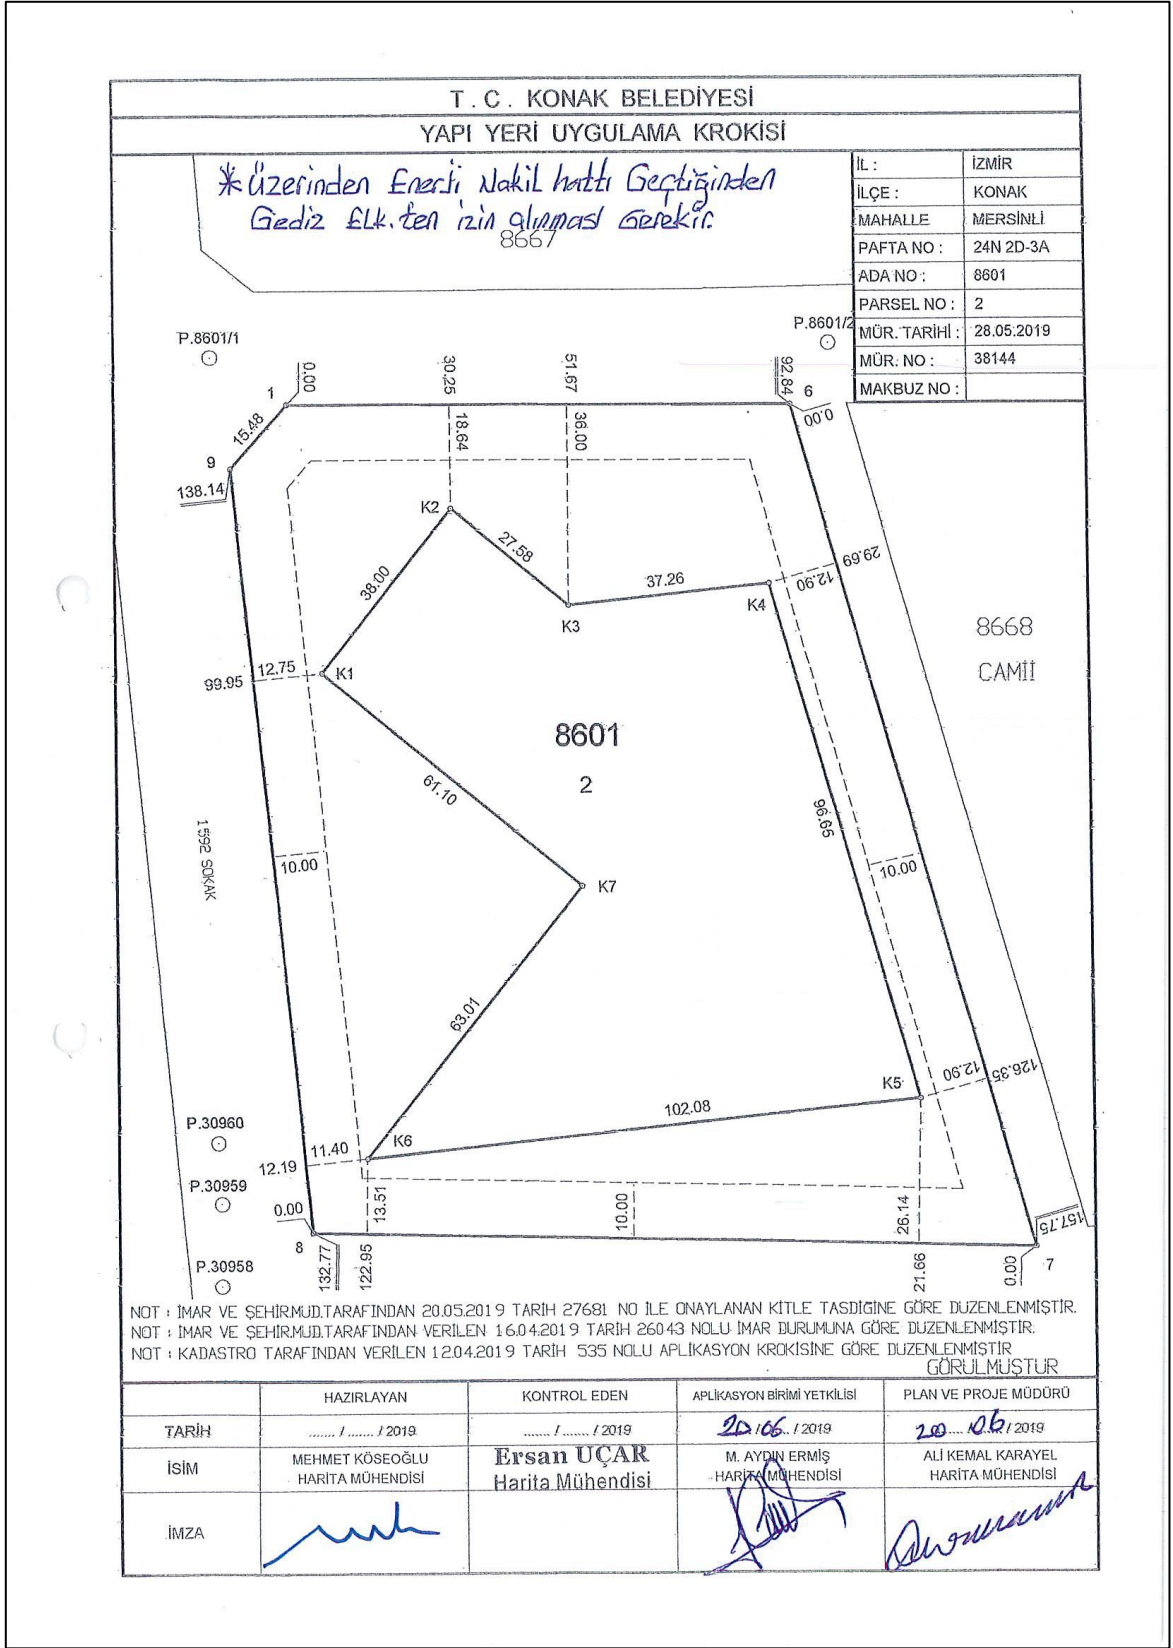 T . C . KONAK BELEDİYESİ
YAPI YERİ UYGULAMA KROKİSİ
* Üzerinden Enerji Nakil hattı Geçtiğinden
Gediz Elk. ten izin alınması Gerekir.
8667
İL : İZMİR
İLÇE : KONAK
MAHALLE MERSİNLİ
PAFTA NO : 24N 2D-3A
ADA NO : 8601
PARSEL NO : 2
MÜR. TARİHİ : 28.05.2019
MÜR. NO : 38144
MAKBUZ NO :
P.8601/1
P.8601/2
1
0.00
30.25
51.67
92.84
6
0.00
15.48
18.64
36.00
9
138.14
K2
27.58
38.00
37.26
K3
K4
12.90
29.69
8668
CAMİİ
99.95
12.75
K1
8601
2
61.10
96.65
1592 SOKAK
10.00
10.00
K7
63.01
K5
12.90
126.35
102.08
P.30960
K6
11.40
12.19
P.30959
0.00
13.51
10.00
26.14
157.75
8
132.77
122.95
21.66
0.00
7
P.30958
NOT : İMAR VE ŞEHİR.MUD.TARAFINDAN 20.05.2019 TARİH 27681 NO İLE ONAYLANAN KİTLE TASDİGİNE GÖRE DUZENLENMİŞTİR.
NOT : İMAR VE ŞEHİR.MUD.TARAFINDAN VERİLEN 16.04.2019 TARİH 26043 NOLU İMAR DURUMUNA GÖRE DUZENLENMİŞTİR.
NOT : KADASTRO TARAFINDAN VERİLEN 12.04.2019 TARİH 535 NOLU APLİKASYON KROKİSİNE GÖRE DUZENLENMİŞTİR
GÖRULMUŞTUR
HAZIRLAYAN KONTROL EDEN APLİKASYON BİRİMİ YETKİLİSİ PLAN VE PROJE MÜDÜRÜ
TARİH ....... / ....... / 2019 ....... / ....... / 2019 20/06../2019 20....06/2019
İSİM MEHMET KÖSEOĞLU Ersan UÇAR M. AYDIN ERMİŞ ALİ KEMAL KARAYEL
HARİTA MÜHENDİSİ Harita Mühendisi HARİTA MÜHENDİSİ HARİTA MÜHENDİSİ
İMZA